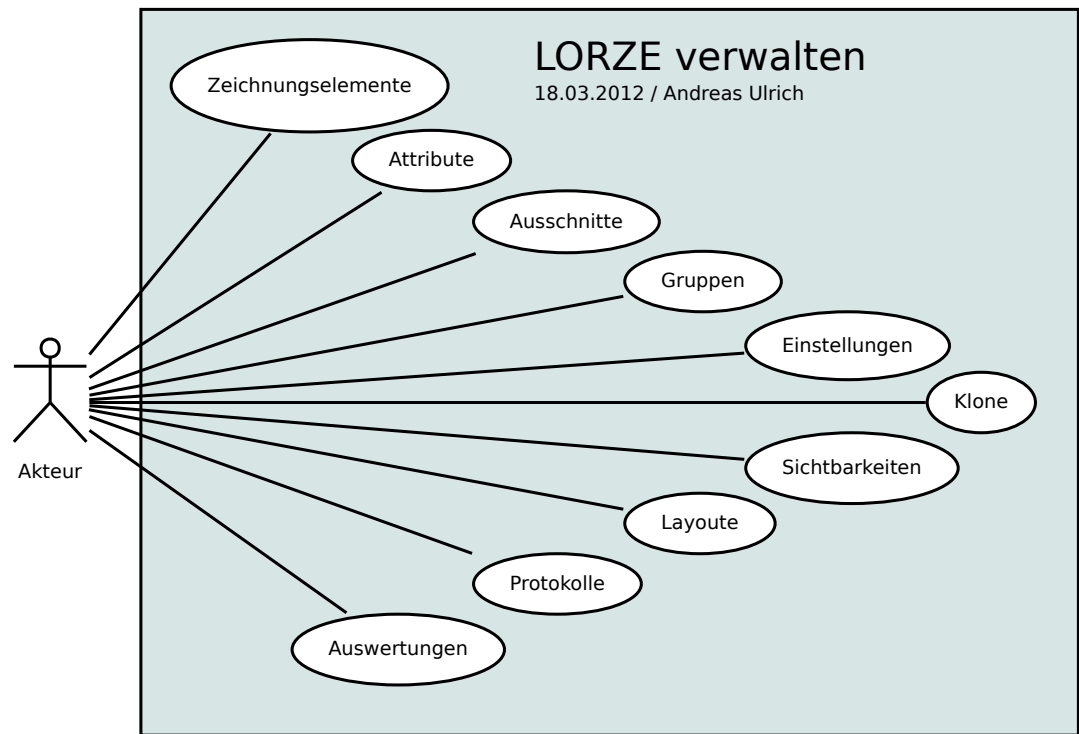 LORZE verwalten
18.03.2012 / Andreas Ulrich
Zeichnungselemente
Attribute
Ausschnitte
Gruppen
Einstellungen
Klone
Akteur
Sichtbarkeiten
Layoute
Protokolle
Auswertungen